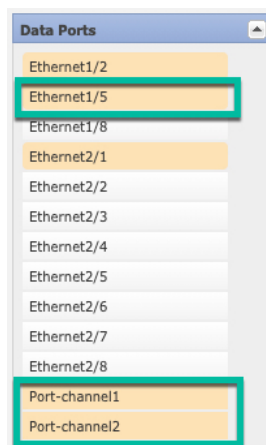 Data Ports
Ethernet1/2
Ethernet1/5
Ethernet1/8
Ethernet2/1
Ethernet2/2
Ethernet2/3
Ethernet2/4
Ethernet2/5
Ethernet2/6
Ethernet2/7
Ethernet2/8
Port-channel1
Port-channel2